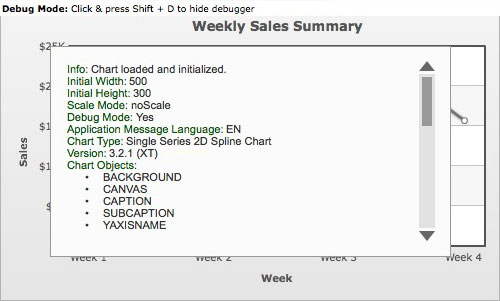 Debug Mode: Click & press Shift + D to hide debugger
Weekly Sales Summary
$25K
Info: Chart loaded and initialized.
Initial Width: 500
Initial Height: 300
Scale Mode: noScale
Debug Mode: Yes
Application Message Language: EN
Chart Type: Single Series 2D Spline Chart
Version: 3.2.1 (XT)
Chart Objects:
• BACKGROUND
• CANVAS
• CAPTION
• SUBCAPTION
• YAXISNAME
$2
$1
$1
$
Sales
Week 1
Week 2
Week 3
Week 4
Week